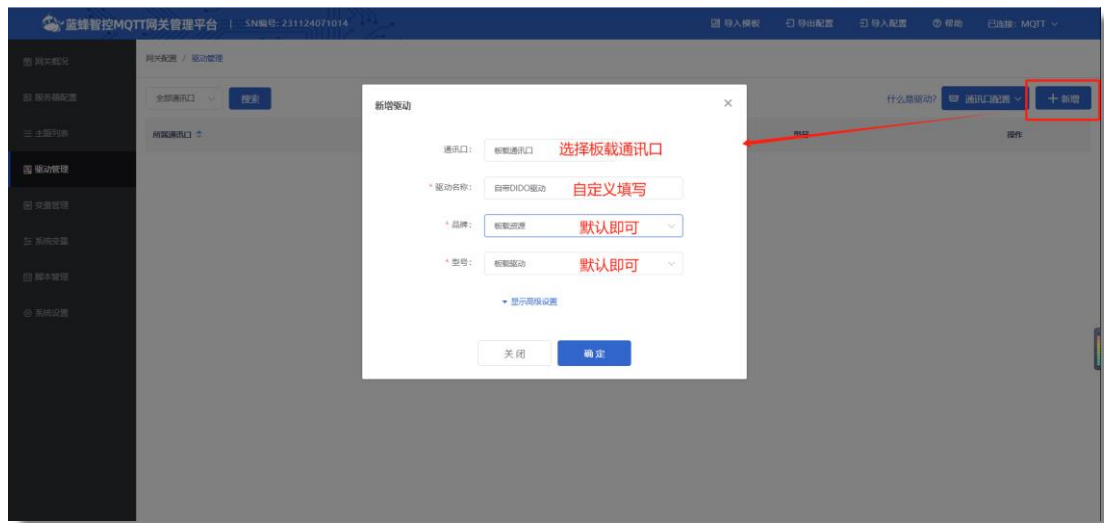 蓝蜂智控MQTT网关管理平台 | SN编号: 231124071014 导入模板 导出配置 导入配置 帮助 已连接: MQTT
网关概况
网关配置 / 驱动管理
服务器配置
全部通讯口 搜索 什么是驱动? 通讯口配置 新增
主题列表
所属通讯口 型号 操作
驱动管理
变量管理
系统变量
脚本管理
系统设置
新增驱动
通讯口: 板载通讯口 选择板载通讯口
* 驱动名称: 自带DIDO驱动 自定义填写
* 品牌: 板载资源 默认即可
* 型号: 板载驱动 默认即可
显示高级设置
关闭 确定